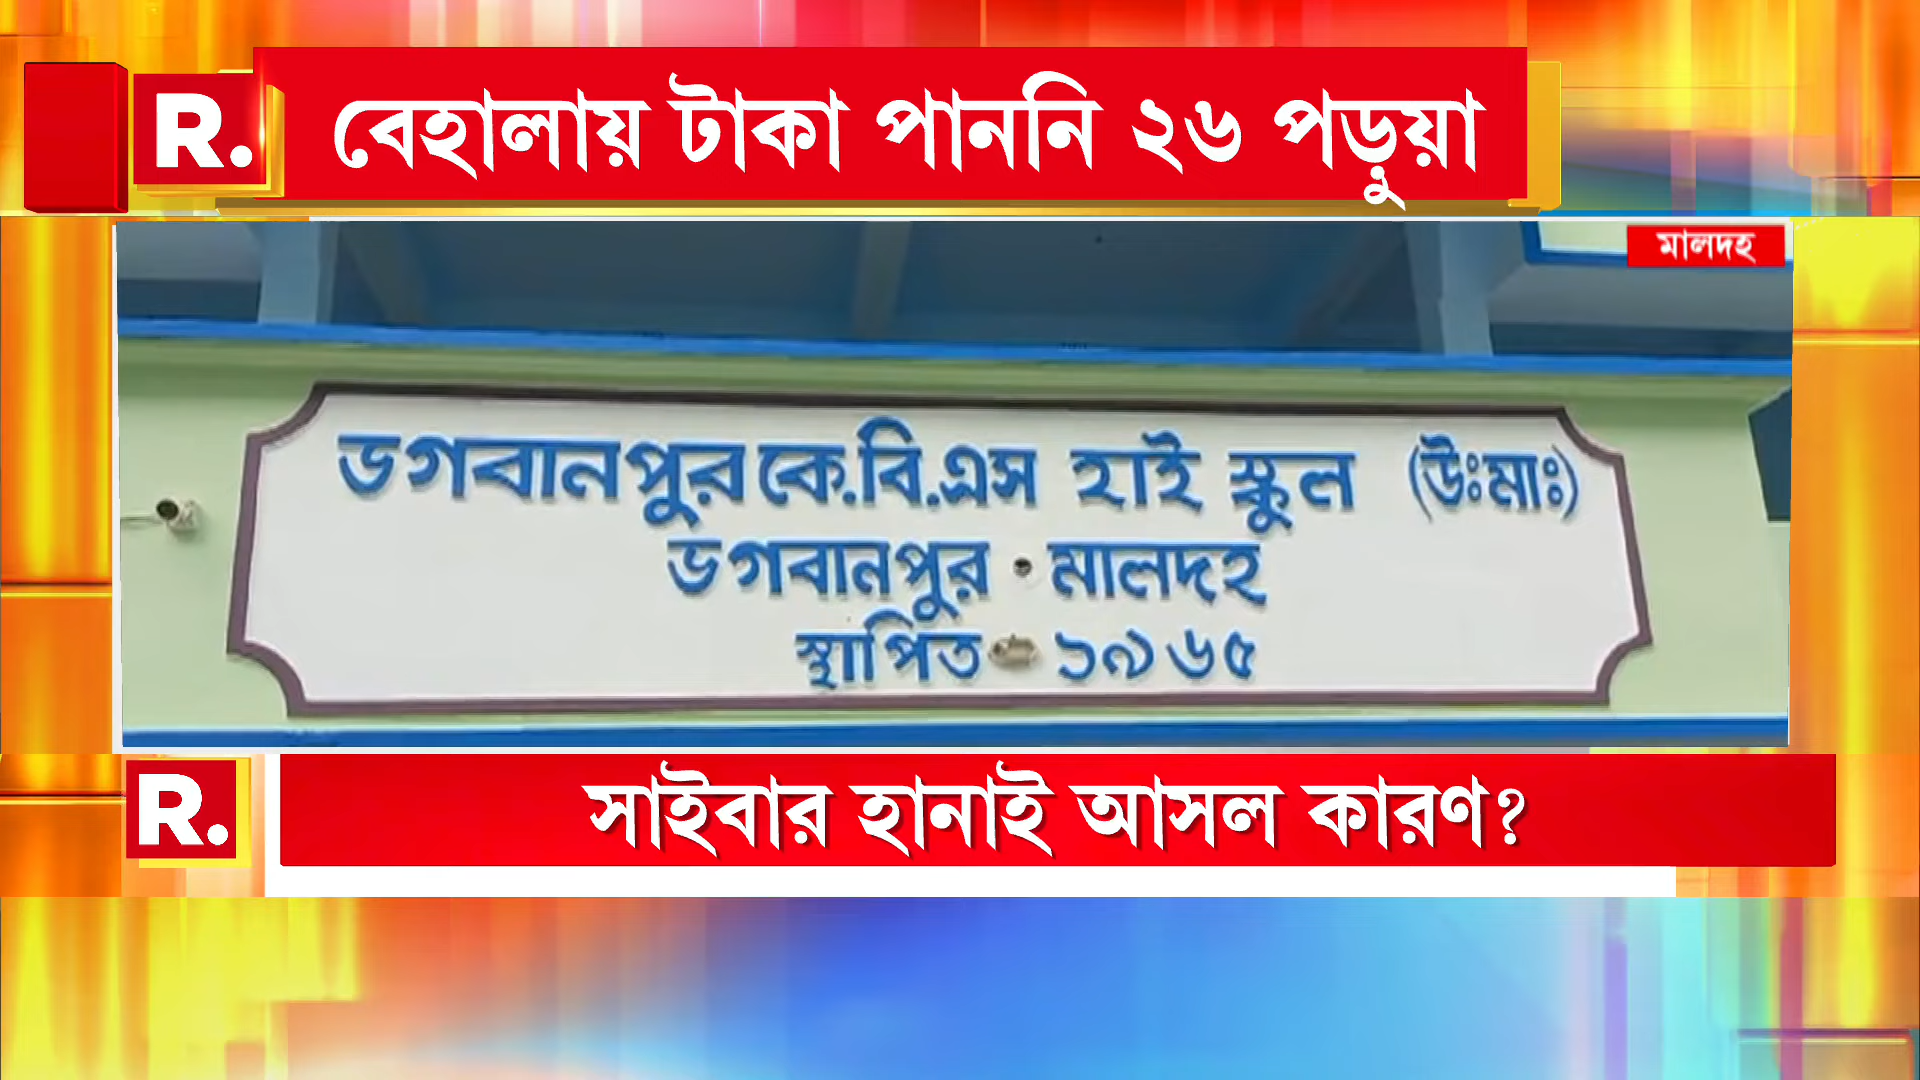 R. বেহালায় টাকা পাননি ২৬ পড়ুয়া
মালদহ
ভগবানপুর কে.বি.এস হাই স্কুল (উঃমাঃ)
ভগবানপুর · মালদহ
স্থাপিত - ১৯৬৫
R. সাইবার হানাই আসল কারণ?